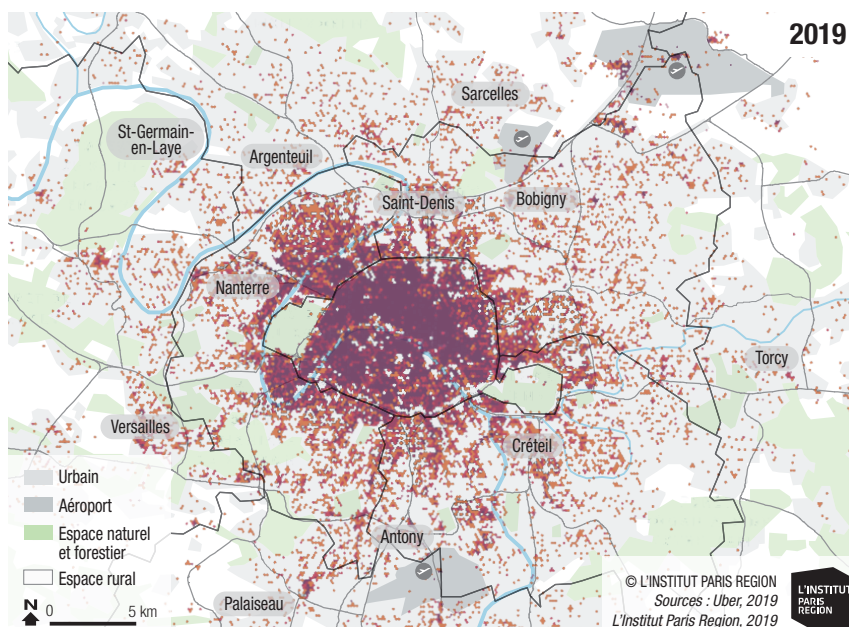 2019
Sarcelles
St-Germain-
en-Laye
Argenteuil
Saint-Denis
Bobigny
Nanterre
Torcy
Versailles
Créteil
Antony
Palaiseau
Urbain
Aéroport
Espace naturel
et forestier
Espace rural
N
0 5 km
© L'INSTITUT PARIS REGION
Sources : Uber, 2019
L'Institut Paris Region, 2019
L'INSTITUT
PARIS
REGION